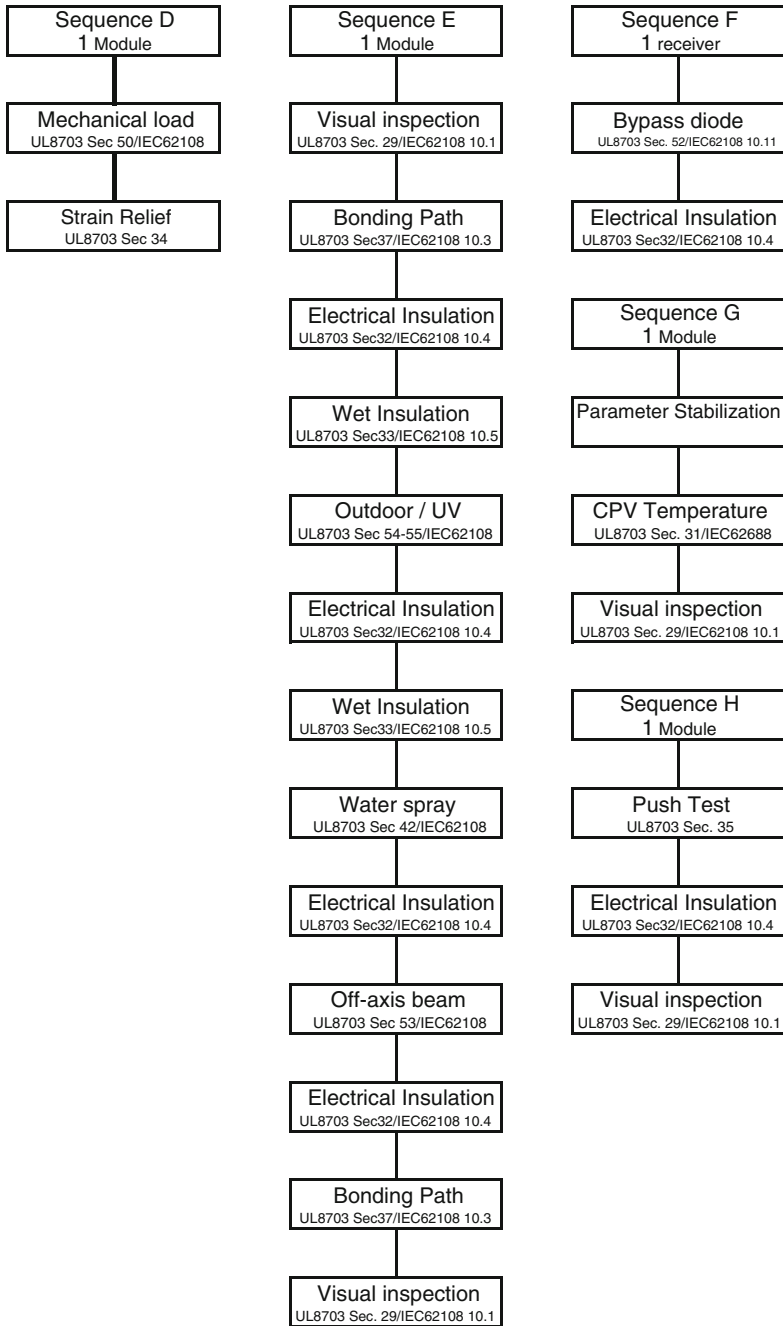 Sequence D
1 Module
Mechanical load
UL8703 Sec 50/IEC62108
Strain Relief
UL8703 Sec 34
Sequence E
1 Module
Visual inspection
UL8703 Sec. 29/IEC62108 10.1
Bonding Path
UL8703 Sec37/IEC62108 10.3
Electrical Insulation
UL8703 Sec32/IEC62108 10.4
Wet Insulation
UL8703 Sec33/IEC62108 10.5
Outdoor / UV
UL8703 Sec 54-55/IEC62108
Electrical Insulation
UL8703 Sec32/IEC62108 10.4
Wet Insulation
UL8703 Sec33/IEC62108 10.5
Water spray
UL8703 Sec 42/IEC62108
Electrical Insulation
UL8703 Sec32/IEC62108 10.4
Off-axis beam
UL8703 Sec 53/IEC62108
Electrical Insulation
UL8703 Sec32/IEC62108 10.4
Bonding Path
UL8703 Sec37/IEC62108 10.3
Visual inspection
UL8703 Sec. 29/IEC62108 10.1
Sequence F
1 receiver
Bypass diode
UL8703 Sec. 52/IEC62108 10.11
Electrical Insulation
UL8703 Sec32/IEC62108 10.4
Sequence G
1 Module
Parameter Stabilization
CPV Temperature
UL8703 Sec. 31/IEC62688
Visual inspection
UL8703 Sec. 29/IEC62108 10.1
Sequence H
1 Module
Push Test
UL8703 Sec. 35
Electrical Insulation
UL8703 Sec32/IEC62108 10.4
Visual inspection
UL8703 Sec. 29/IEC62108 10.1